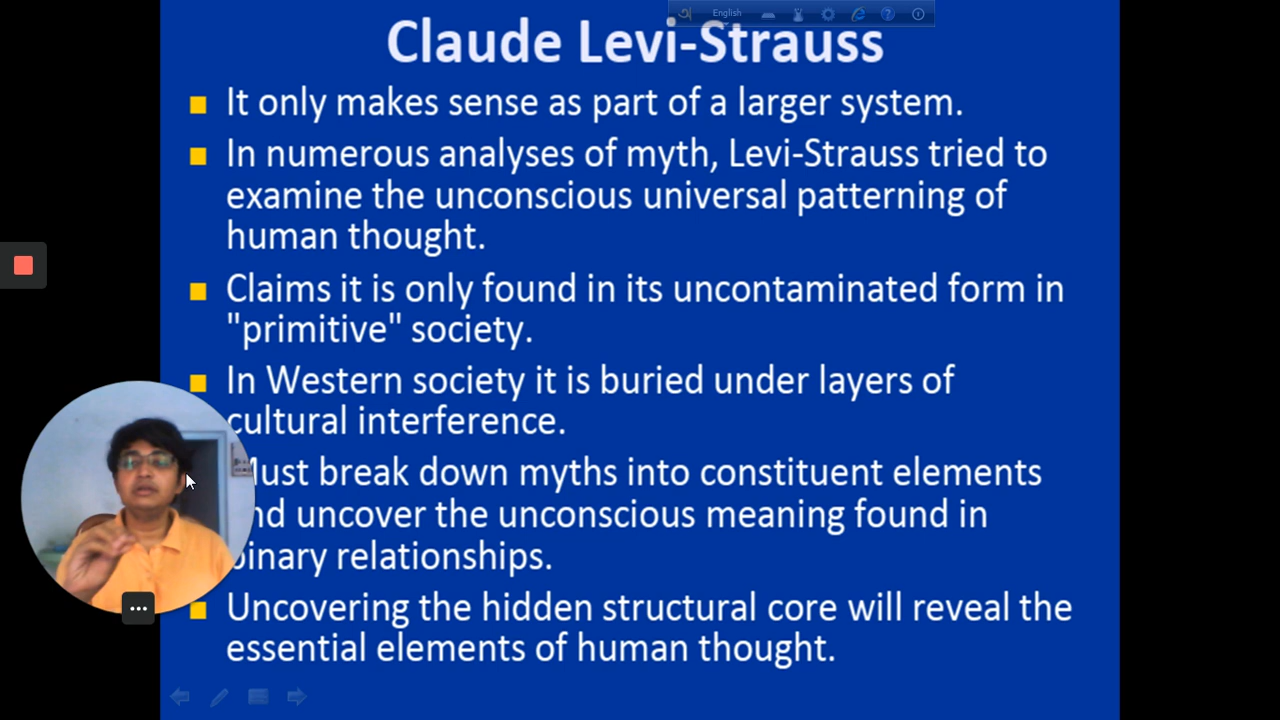 English
Claude Levi-Strauss
It only makes sense as part of a larger system.
In numerous analyses of myth, Levi-Strauss tried to
examine the unconscious universal patterning of
human thought.
Claims it is only found in its uncontaminated form in
"primitive" society.
In Western society it is buried under layers of
cultural interference.
Must break down myths into constituent elements
and uncover the unconscious meaning found in
binary relationships.
Uncovering the hidden structural core will reveal the
essential elements of human thought.